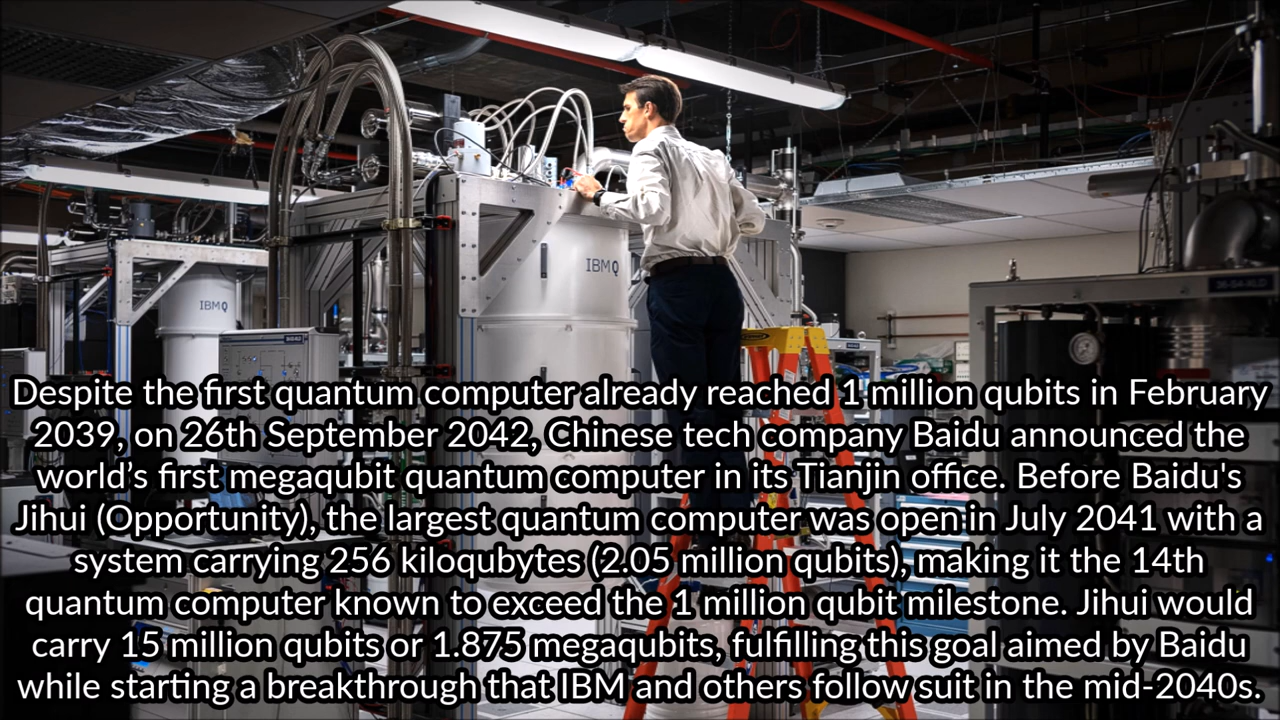 IBM Q
IBM Q
Despite the first quantum computer already reached 1 million qubits in February
2039, on 26th September 2042, Chinese tech company Baidu announced the
world’s first megaqubit quantum computer in its Tianjin office. Before Baidu's
Jihui (Opportunity), the largest quantum computer was open in July 2041 with a
system carrying 256 kiloqubytes (2.05 million qubits), making it the 14th
quantum computer known to exceed the 1 million qubit milestone. Jihui would
carry 15 million qubits or 1.875 megaqubits, fulfilling this goal aimed by Baidu
while starting a breakthrough that IBM and others follow suit in the mid-2040s.